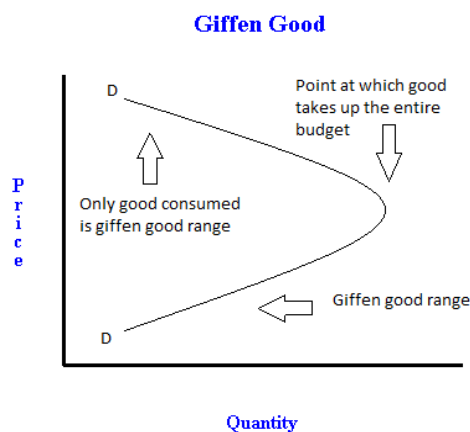 Giffen Good
D
Point at which good
takes up the entire
budget
Price
Only good consumed
is giffen good range
Giffen good range
D
Quantity